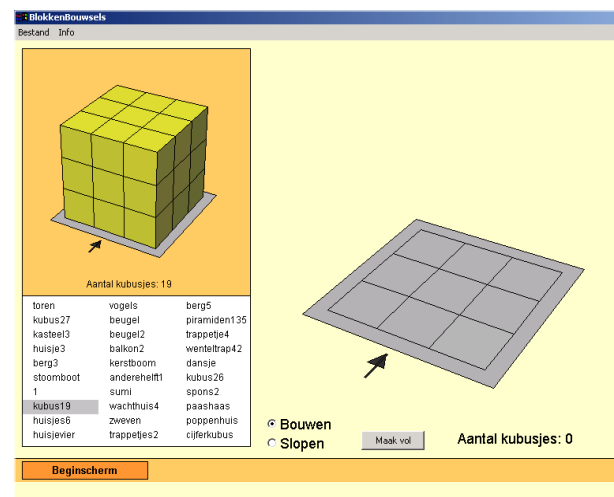 BlokkenBouwsels
Bestand Info
Aantal kubusjes: 19
toren vogels berg5
kubus27 beugel piramiden135
kasteel3 beugel2 trappetje4
huisje3 balkon2 wenteltrap42
berg3 kerstboom dansje
stoomboot anderehelft1 kubus26
1 sumi spons2
kubus19 wachthuis4 paashaas
huisjes6 zweven poppenhuis
huisjevier trappetjes2 cijferkubus
Bouwen
Slopen
Maak vol
Aantal kubusjes: 0
Beginscherm